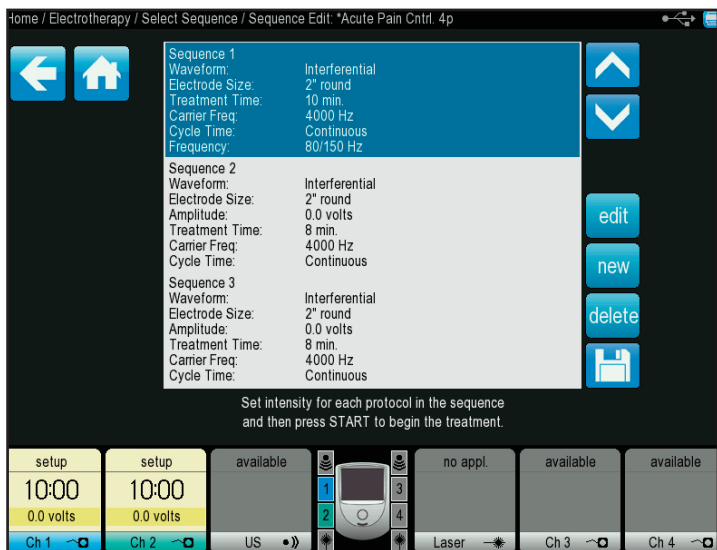 Home / Electrotherapy / Select Sequence / Sequence Edit: *Acute Pain Cntrl. 4p
Sequence 1
Waveform: Interferential
Electrode Size: 2" round
Treatment Time: 10 min.
Carrier Freq: 4000 Hz
Cycle Time: Continuous
Frequency: 80/150 Hz
Sequence 2
Waveform: Interferential
Electrode Size: 2" round
Amplitude: 0.0 volts
Treatment Time: 8 min.
Carrier Freq: 4000 Hz
Cycle Time: Continuous
Sequence 3
Waveform: Interferential
Electrode Size: 2" round
Amplitude: 0.0 volts
Treatment Time: 8 min.
Carrier Freq: 4000 Hz
Cycle Time: Continuous
edit
new
delete
Set intensity for each protocol in the sequence
and then press START to begin the treatment.
setup
10:00
0.0 volts
Ch 1
setup
10:00
0.0 volts
Ch 2
available
US
1
2
3
4
no appl.
Laser
available
Ch 3
available
Ch 4